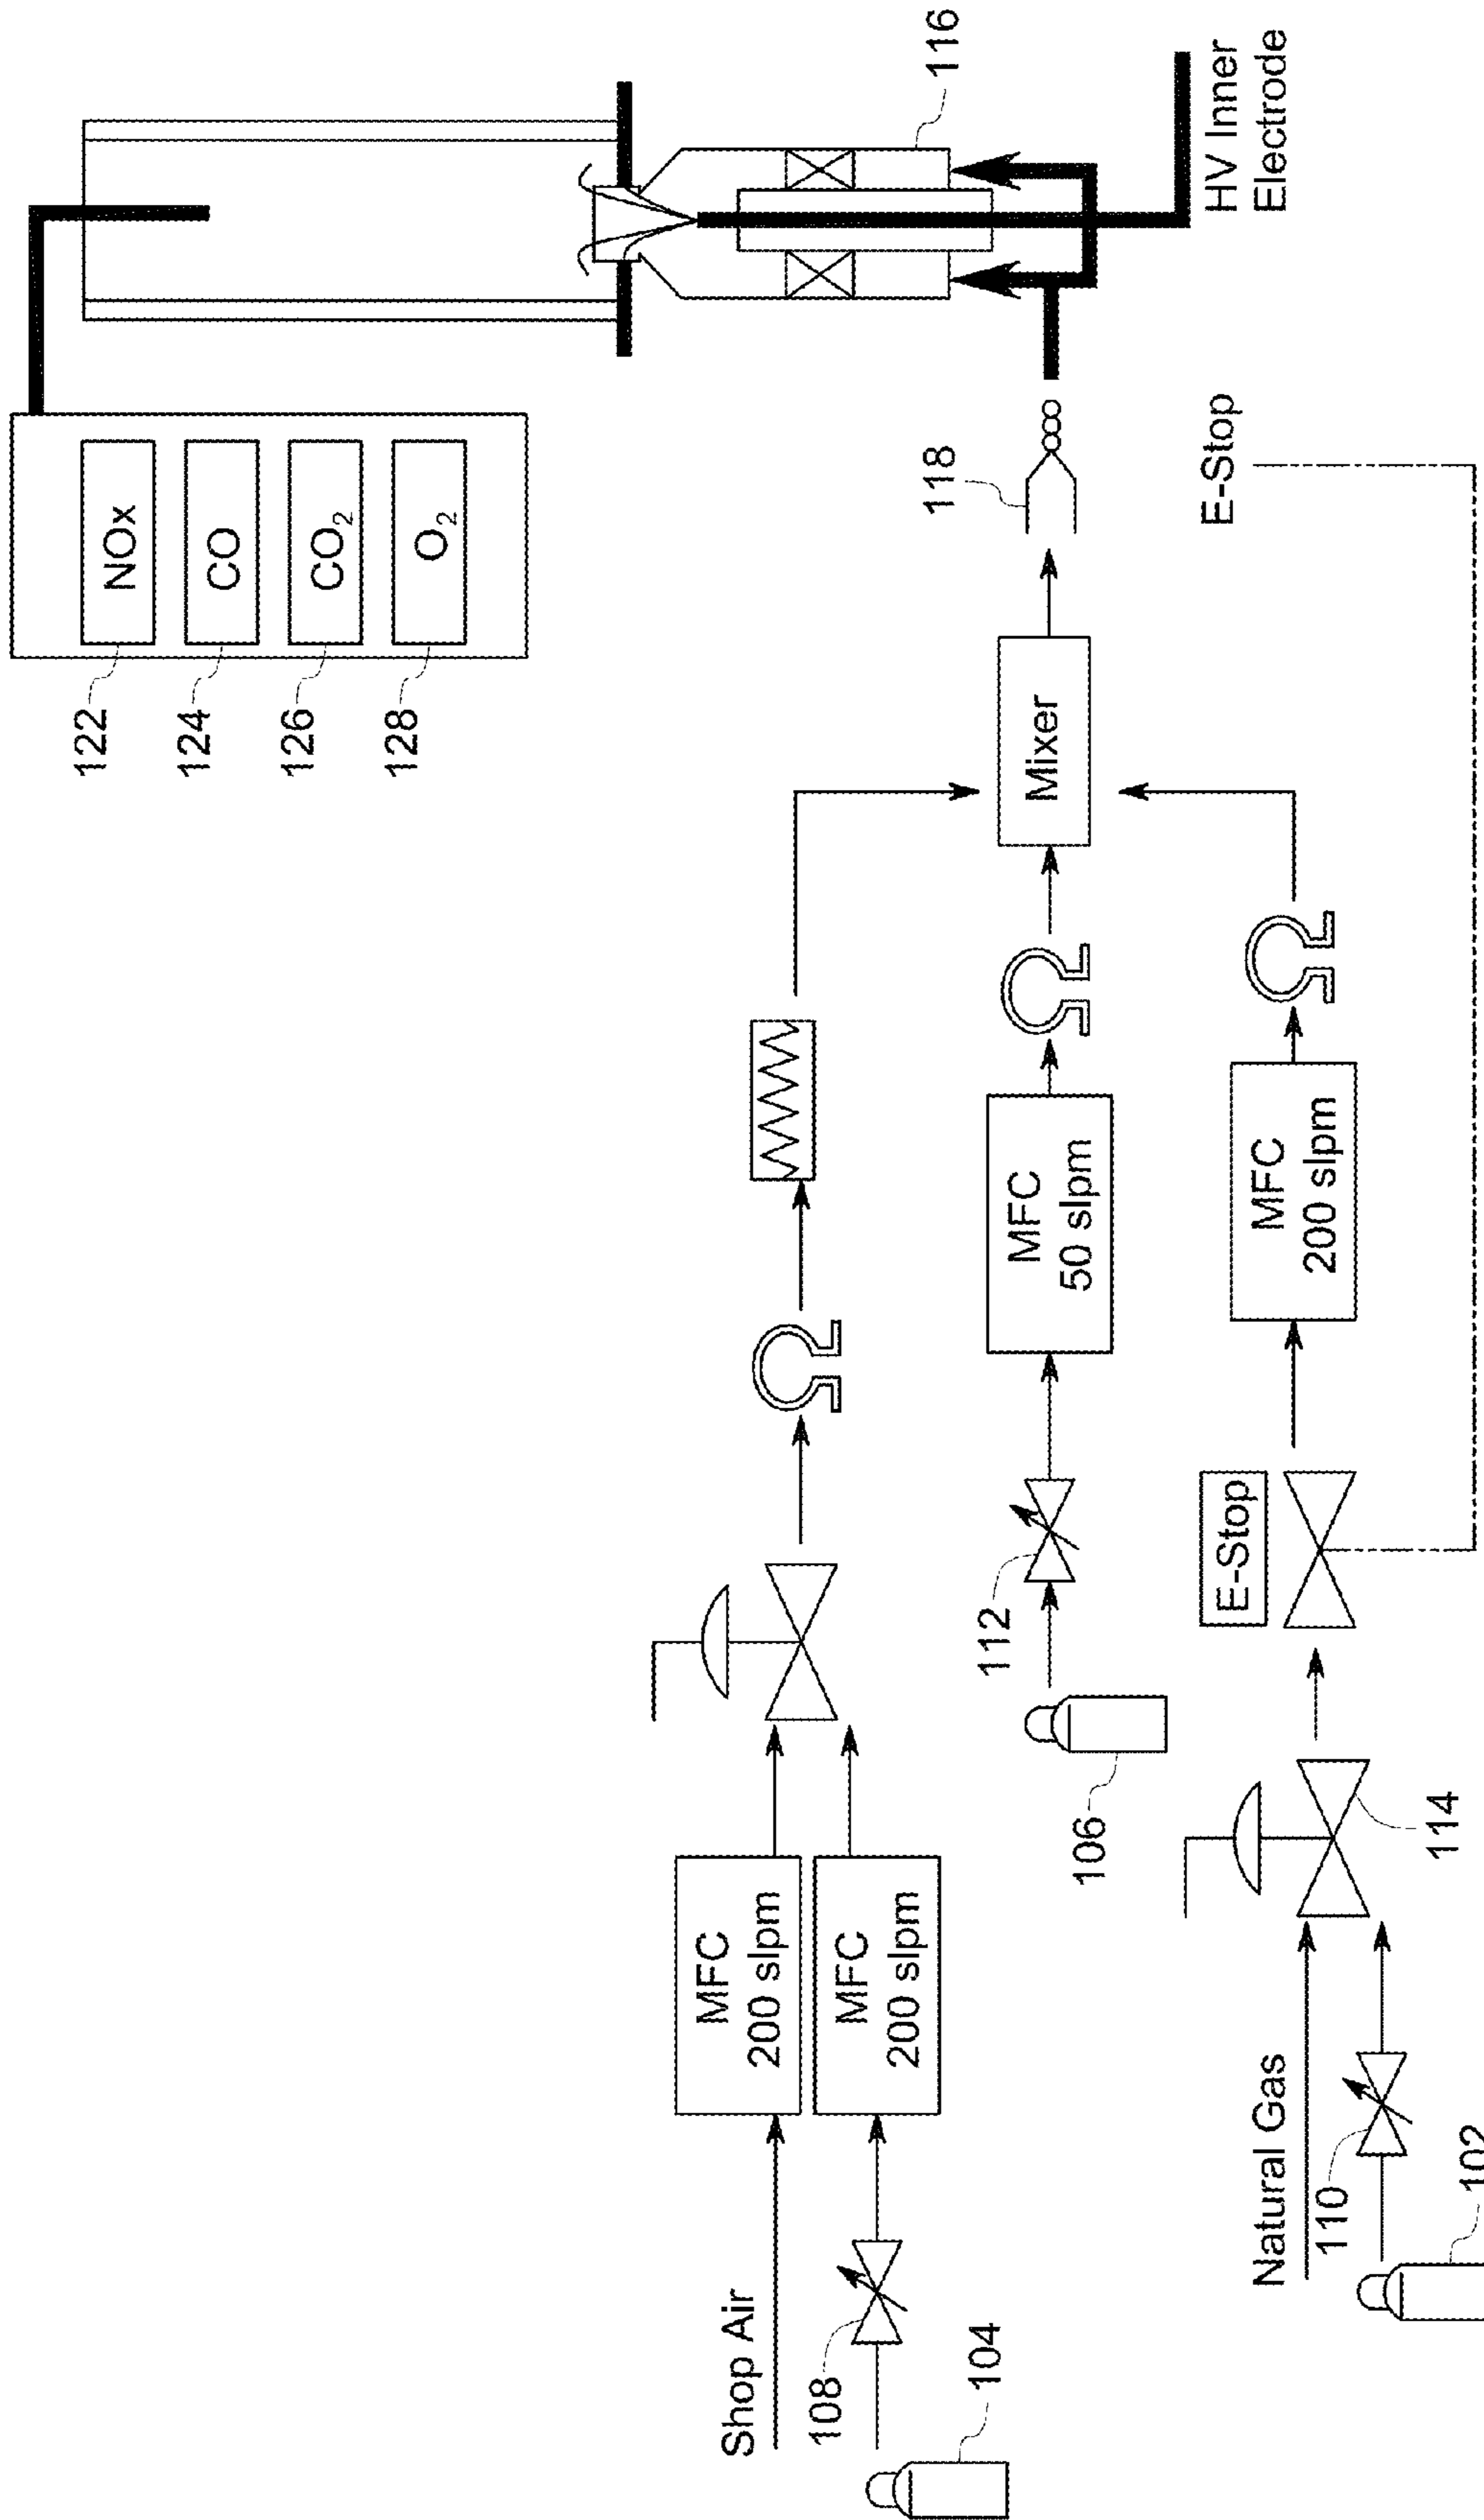 122
NOx
124
CO
126
CO₂
128
O₂
116
HV Inner
Electrode
118
E-Stop
Mixer
Shop Air
MFC
200 slpm
MFC
200 slpm
108
104
112
106
MFC
50 slpm
Natural Gas
110
102
114
E-Stop
MFC
200 slpm